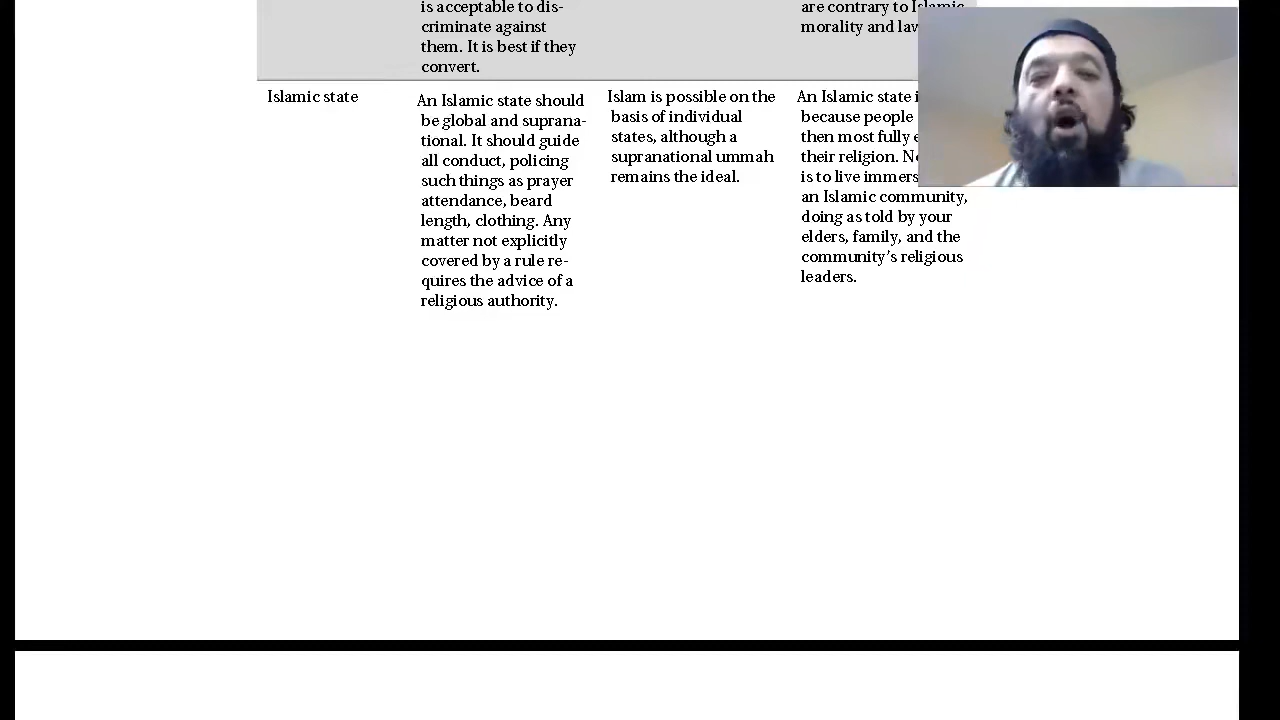 is acceptable to dis-
criminate against
them. It is best if they
convert.
are contrary to Islamic
morality and law
Islamic state
An Islamic state should
be global and suprana-
tional. It should guide
all conduct, policing
such things as prayer
attendance, beard
length, clothing. Any
matter not explicitly
covered by a rule re-
quires the advice of a
religious authority.
Islam is possible on the
basis of individual
states, although a
supranational ummah
remains the ideal.
An Islamic state
because people
then most fully
their religion.
is to live
an Islamic community,
doing as told by your
elders, family, and the
community's religious
leaders.